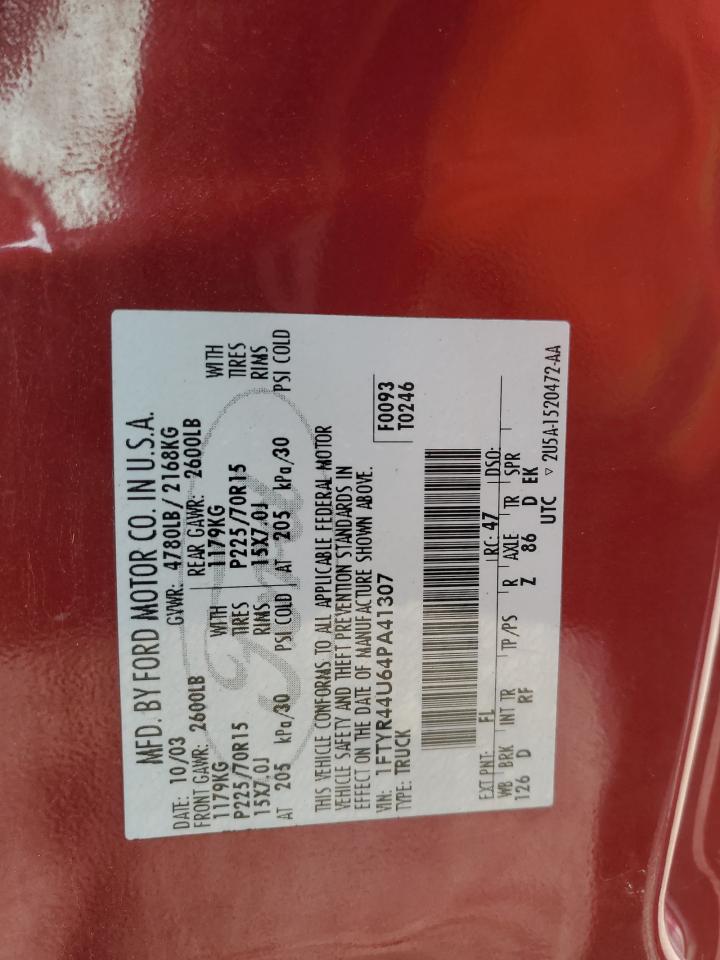 MFD. BY FORD MOTOR CO. IN U.S.A.
DATE: 10/03 GVWR: 4780LB / 2168KG
FRONT GAWR: 2600LB REAR GAWR: 2600LB
1179KG WITH 1179KG WITH
P225/70R15 TIRES P225/70R15 TIRES
15X7.0J RIMS 15X7.0J RIMS
AT 205 kPa/30 PSI COLD AT 205 kPa/30 PSI COLD
THIS VEHICLE CONFORMS TO ALL APPLICABLE FEDERAL MOTOR
VEHICLE SAFETY AND THEFT PREVENTION STANDARDS IN
EFFECT ON THE DATE OF MANUFACTURE SHOWN ABOVE.
VIN: 1FTYR44U64PA41307 F0093
TYPE: TRUCK T0246
EXT PNT: FL RC: 47 DSO:
WB BRK INT TR TP/PS R AXLE TR SPR
126 D RF Z 86 D EK
UTC ▽ 2U5A-1520472-AA
Ford